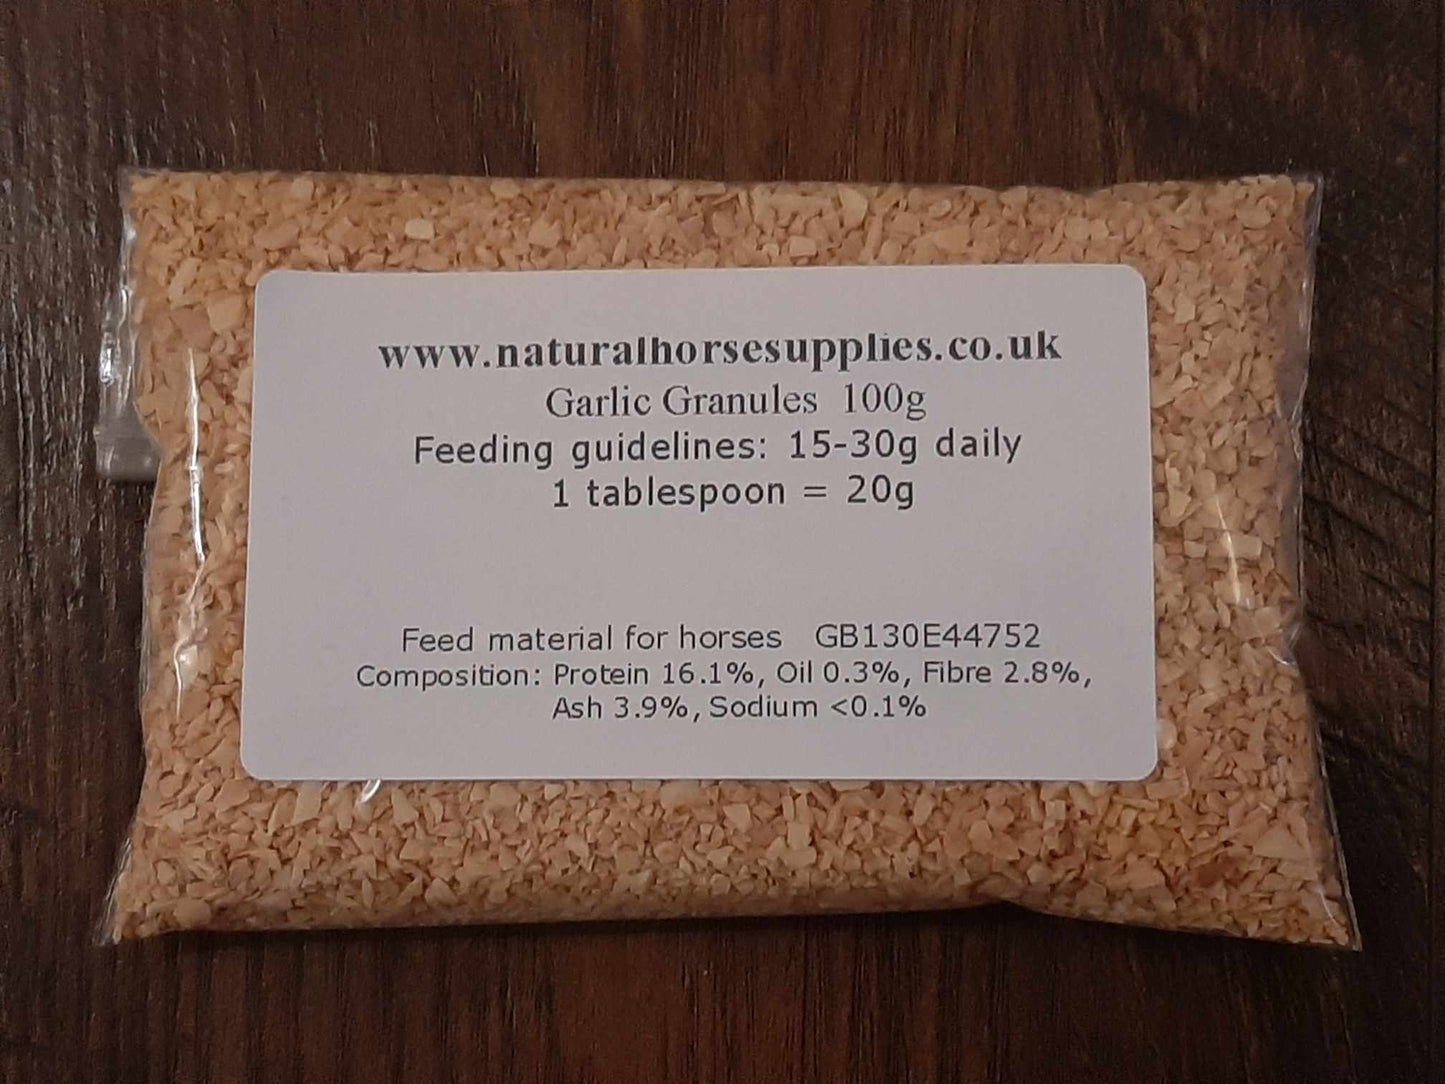 www.naturalhorsesupplies.co.uk
Garlic Granules 100g
Feeding guidelines: 15-30g daily
1 tablespoon = 20g
Feed material for horses GB130E44752
Composition: Protein 16.1%, Oil 0.3%, Fibre 2.8%,
Ash 3.9%, Sodium <0.1%